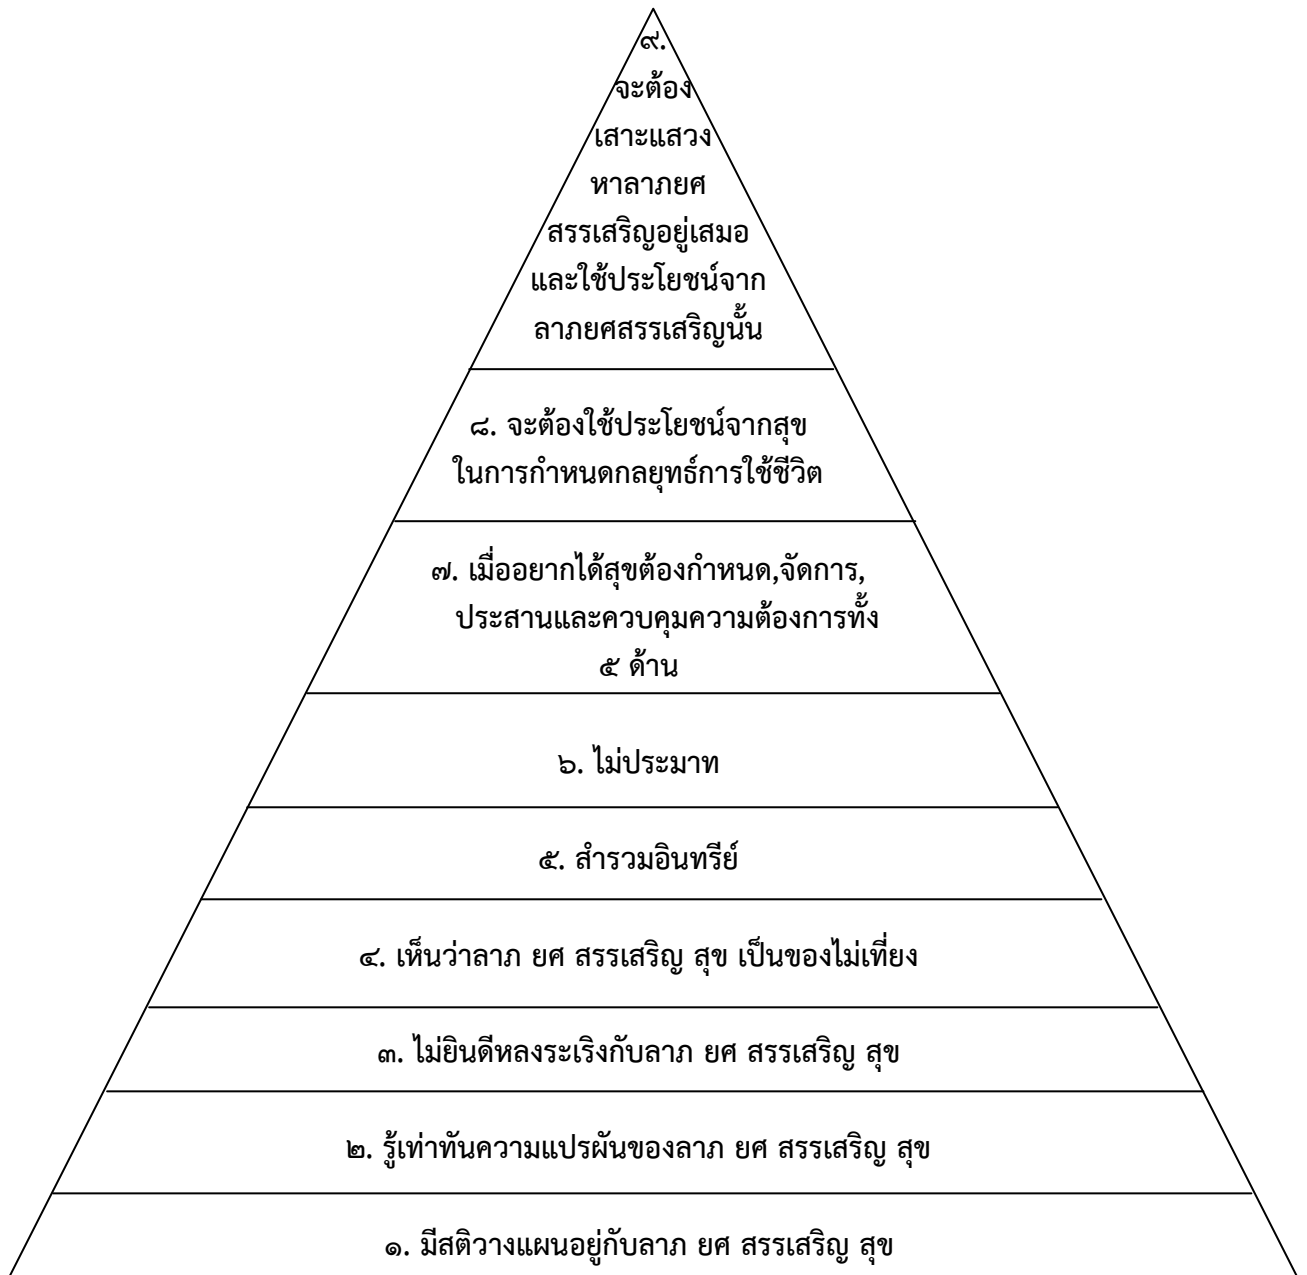 ๙.
จะต้อง
เสาะแสวง
หาลาภยศ
สรรเสริญอยู่เสมอ
และใช้ประโยชน์จาก
ลาภยศสรรเสริญนั้น
๘. จะต้องใช้ประโยชน์จากสุข
ในการกำหนดกลยุทธ์การใช้ชีวิต
๗. เมื่ออยากได้สุขต้องกำหนด,จัดการ,
ประสานและควบคุมความต้องการทั้ง
๕ ด้าน
๖. ไม่ประมาท
๕. สำรวมอินทรีย์
๔. เห็นว่าลาภ ยศ สรรเสริญ สุข เป็นของไม่เที่ยง
๓. ไม่ยินดีหลงระเริงกับลาภ ยศ สรรเสริญ สุข
๒. รู้เท่าทันความแปรผันของลาภ ยศ สรรเสริญ สุข
๑. มีสติวางแผนอยู่กับลาภ ยศ สรรเสริญ สุข